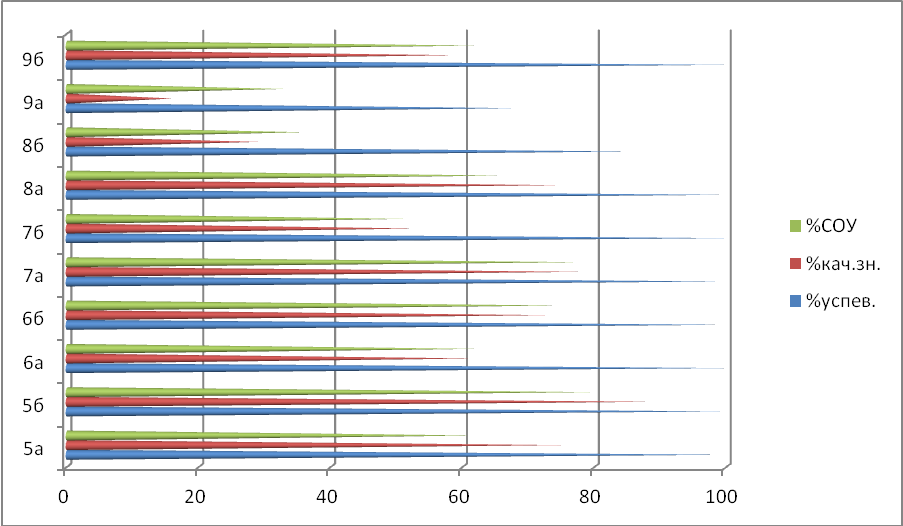 9б
9а
8б
8а
7б
7а
6б
6а
5б
5а
0 20 40 60 80 100
%СОУ
%кач.зн.
%успев.